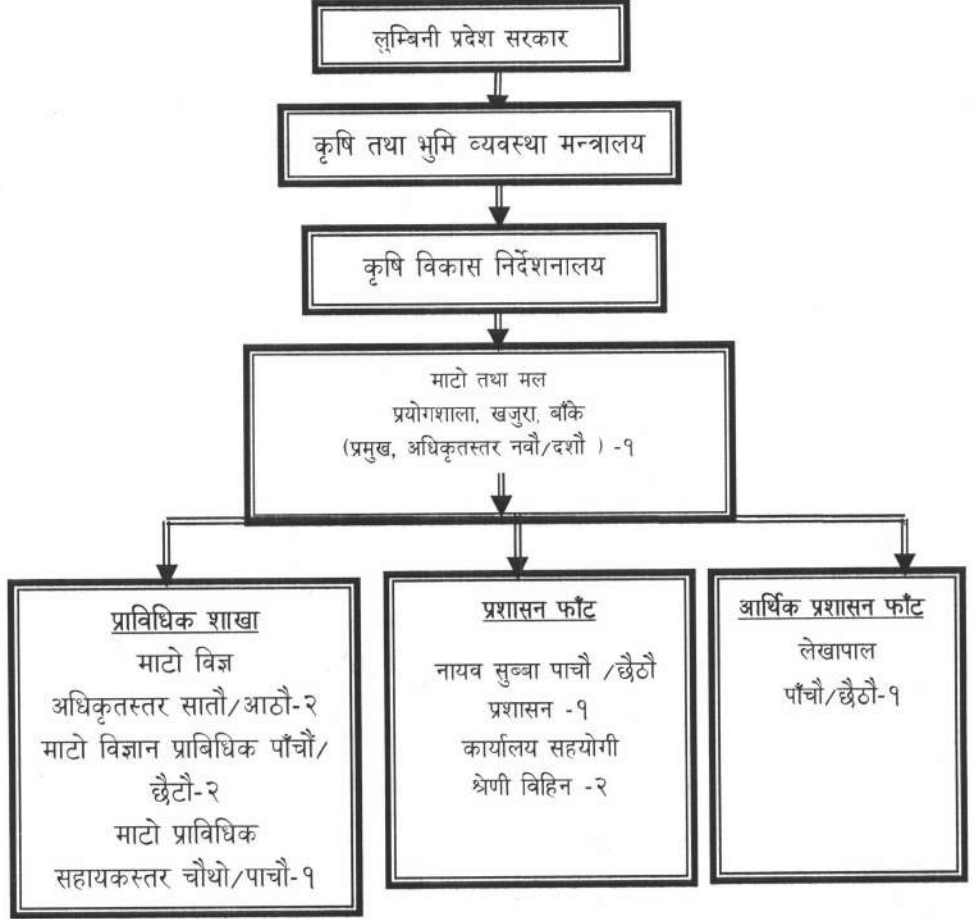 लुम्बिनी प्रदेश सरकार
कृषि तथा भुमि व्यवस्था मन्त्रालय
कृषि विकास निर्देशनालय
माटो तथा मल
प्रयोगशाला, खजुरा, बाँके
(प्रमुख, अधिकृतस्तर नवौ/दशौ ) -१
प्राविधिक शाखा
माटो विज्ञ
अधिकृतस्तर सातौ/आठौ-२
माटो विज्ञान प्राबिधिक पाँचौं/
छैटौ-२
माटो प्राविधिक
सहायकस्तर चौथो/पाचौ-१
प्रशासन फाँट
नायव सुब्बा पाचौ /छैठौ
प्रशासन -१
कार्यालय सहयोगी
श्रेणी विहिन -२
आर्थिक प्रशासन फाँट
लेखापाल
पाँचौ/छैठौ-१